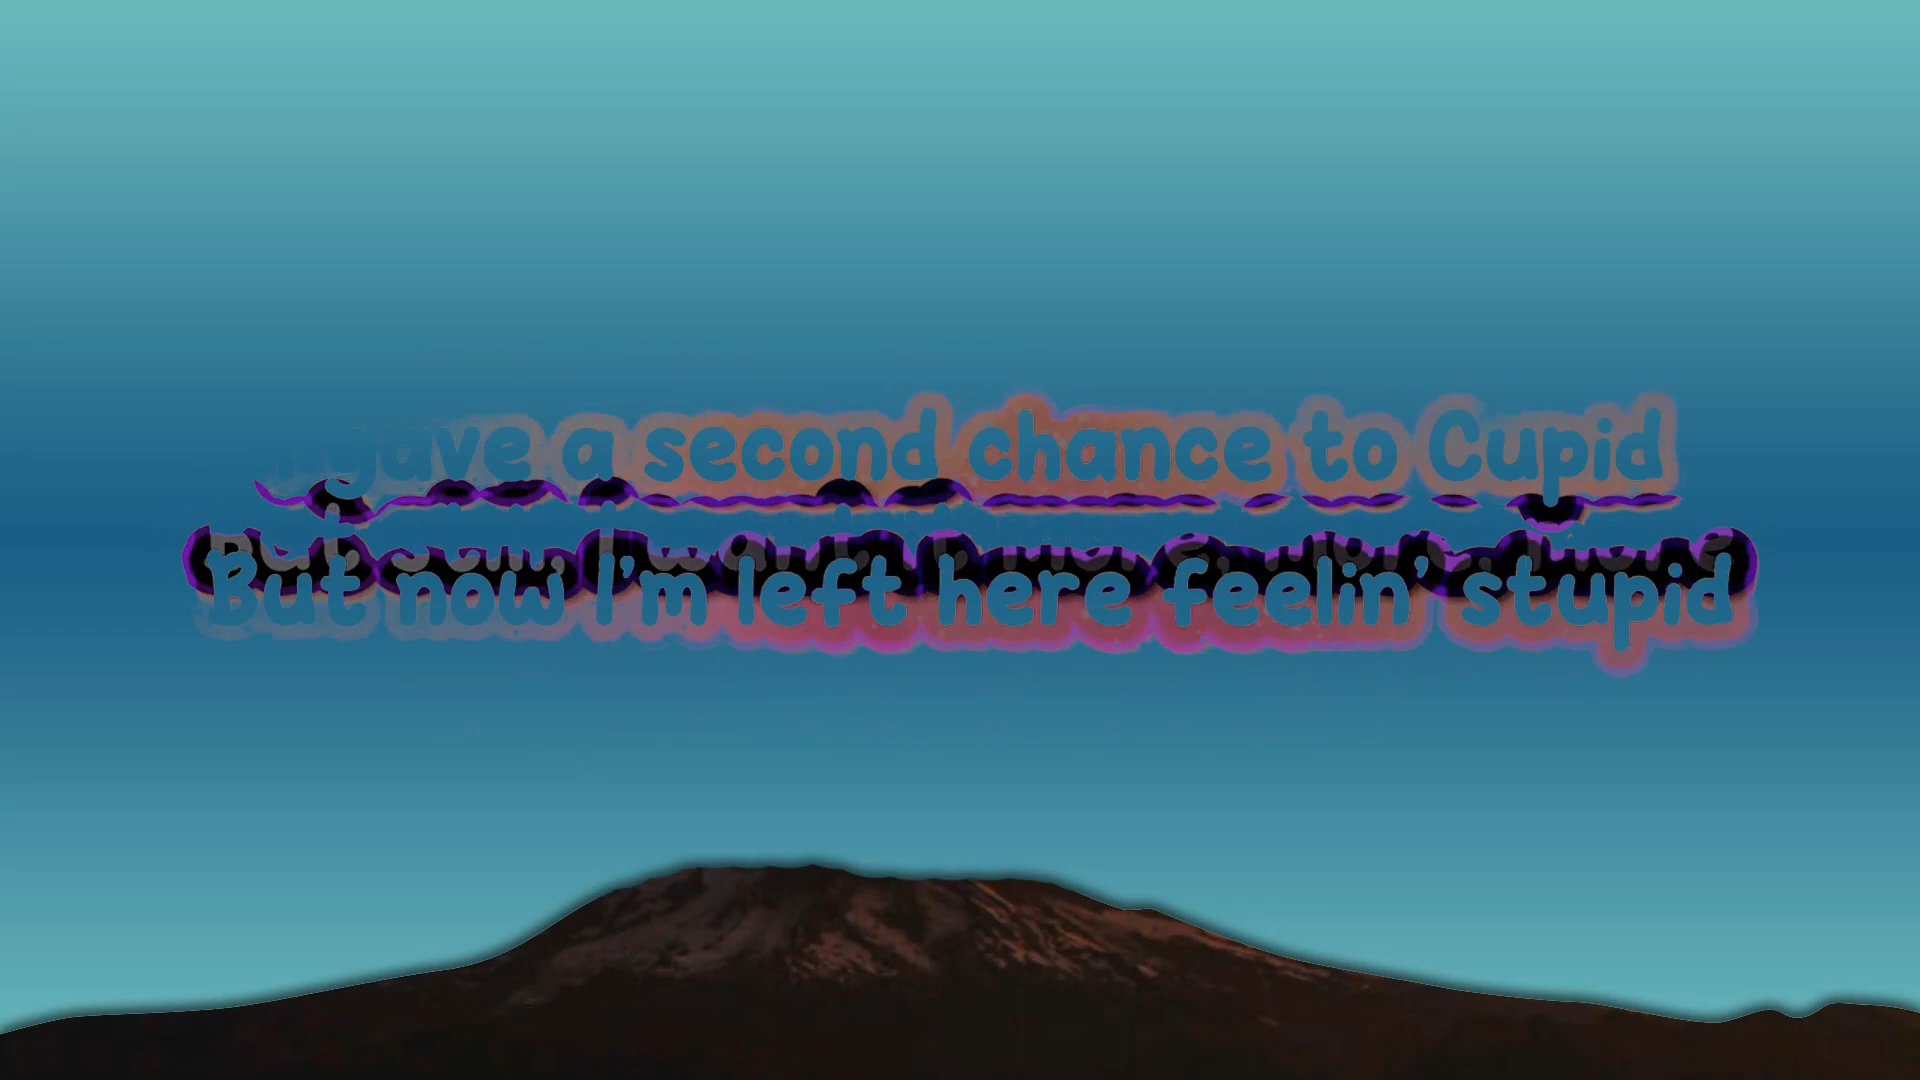 gave a second chance to Cupid
But now I'm left here feelin' stupid